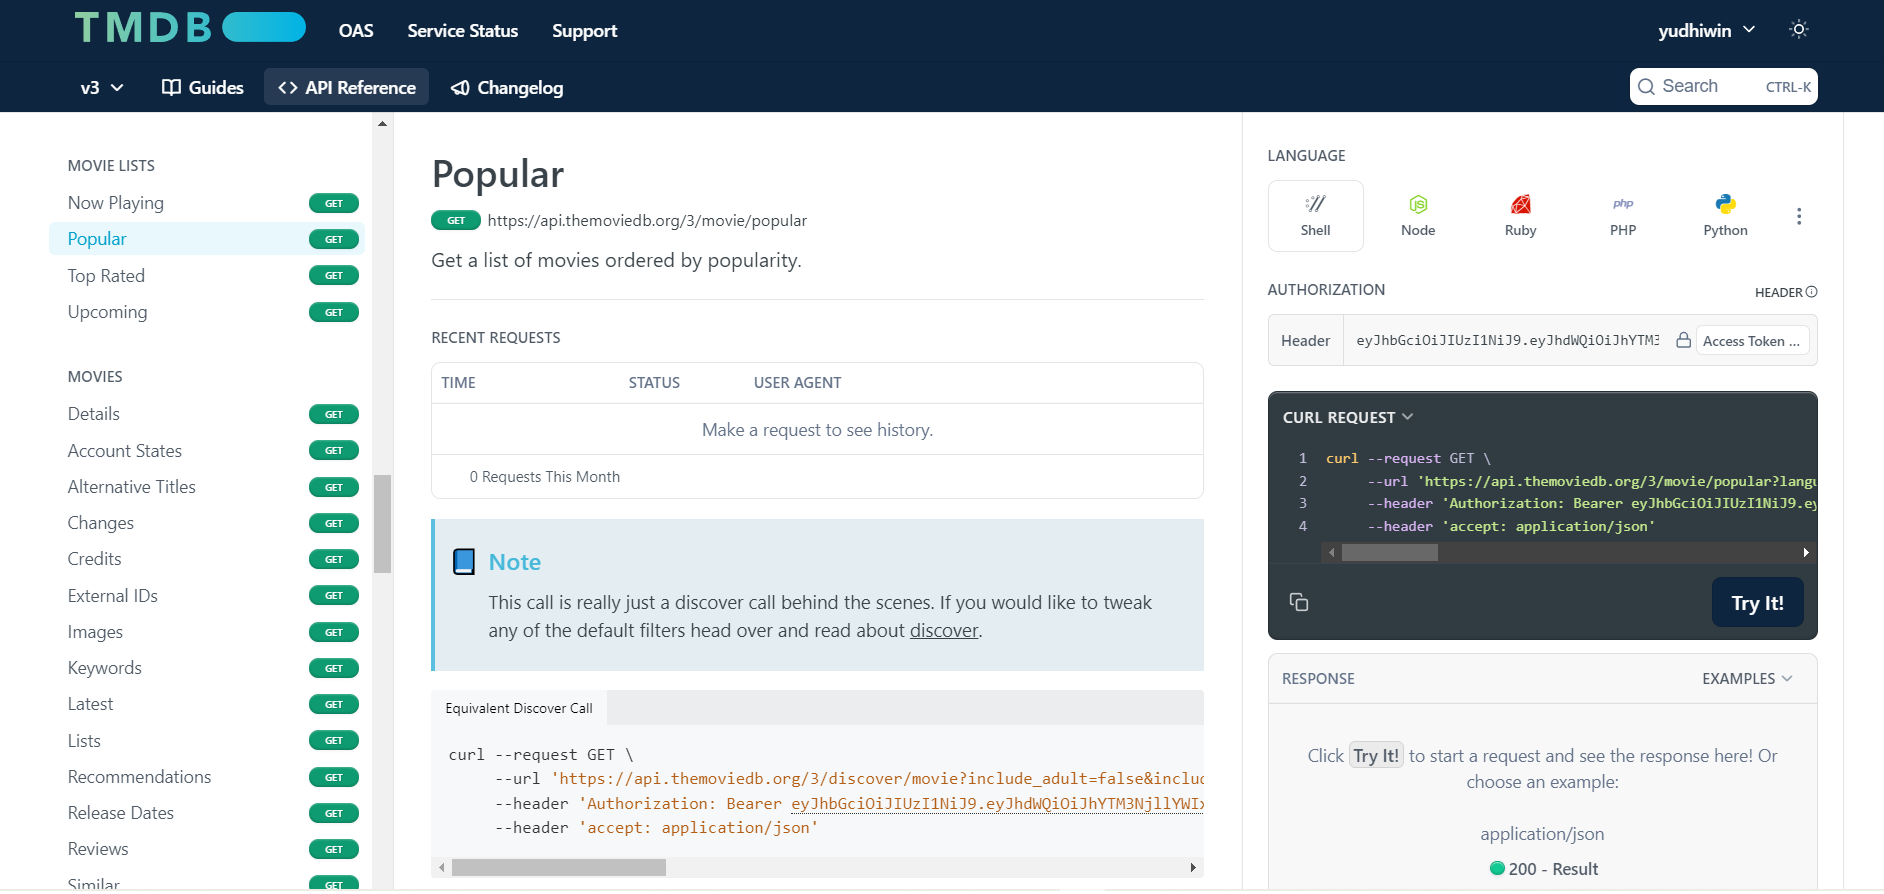 TMDB
OAS
Service Status
Support
yudhiwin
v3
Guides
<> API Reference
Changelog
Search
CTRL-K
MOVIE LISTS
Now Playing GET
Popular GET
Top Rated GET
Upcoming GET
MOVIES
Details GET
Account States GET
Alternative Titles GET
Changes GET
Credits GET
External IDs GET
Images GET
Keywords GET
Latest GET
Lists GET
Recommendations GET
Release Dates GET
Reviews GET
Similar GET
Popular
GET https://api.themoviedb.org/3/movie/popular
Get a list of movies ordered by popularity.
RECENT REQUESTS
TIME STATUS USER AGENT
Make a request to see history.
0 Requests This Month
Note
This call is really just a discover call behind the scenes. If you would like to tweak
any of the default filters head over and read about discover.
Equivalent Discover Call
curl --request GET \
--url 'https://api.themoviedb.org/3/discover/movie?include_adult=false&includ
--header 'Authorization: Bearer eyJhbGciOiJIUzI1NiJ9.eyJhdWQiOiJhYTM3NjllYWIx
--header 'accept: application/json'
LANGUAGE
Shell
Node
php
Ruby
PHP
Python
AUTHORIZATION
HEADER
Header eyJhbGciOiJIUzI1NiJ9.eyJhdWQiOiJhYTM3 Access Token ...
CURL REQUEST
1 curl --request GET \
2 --url 'https://api.themoviedb.org/3/movie/popular?langu
3 --header 'Authorization: Bearer eyJhbGciOiJIUzI1NiJ9.ey
4 --header 'accept: application/json'
Try It!
RESPONSE
EXAMPLES
Click Try It! to start a request and see the response here! Or
choose an example:
application/json
200 - Result